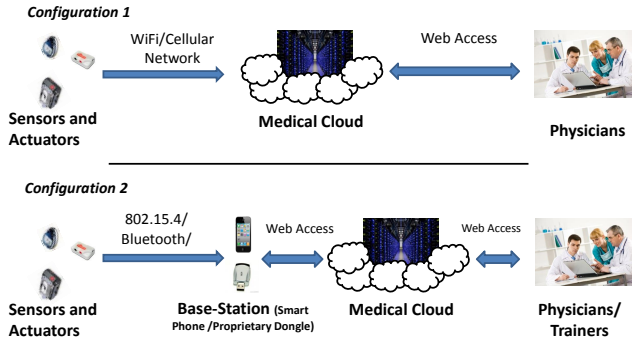 Configuration 1
WiFi/Cellular
Network
Web Access
Sensors and
Actuators
Medical Cloud
Physicians
Configuration 2
802.15.4/
Bluetooth/
Web Access
Web Access
Sensors and
Actuators
Base-Station (Smart
Phone /Proprietary Dongle)
Medical Cloud
Physicians/
Trainers